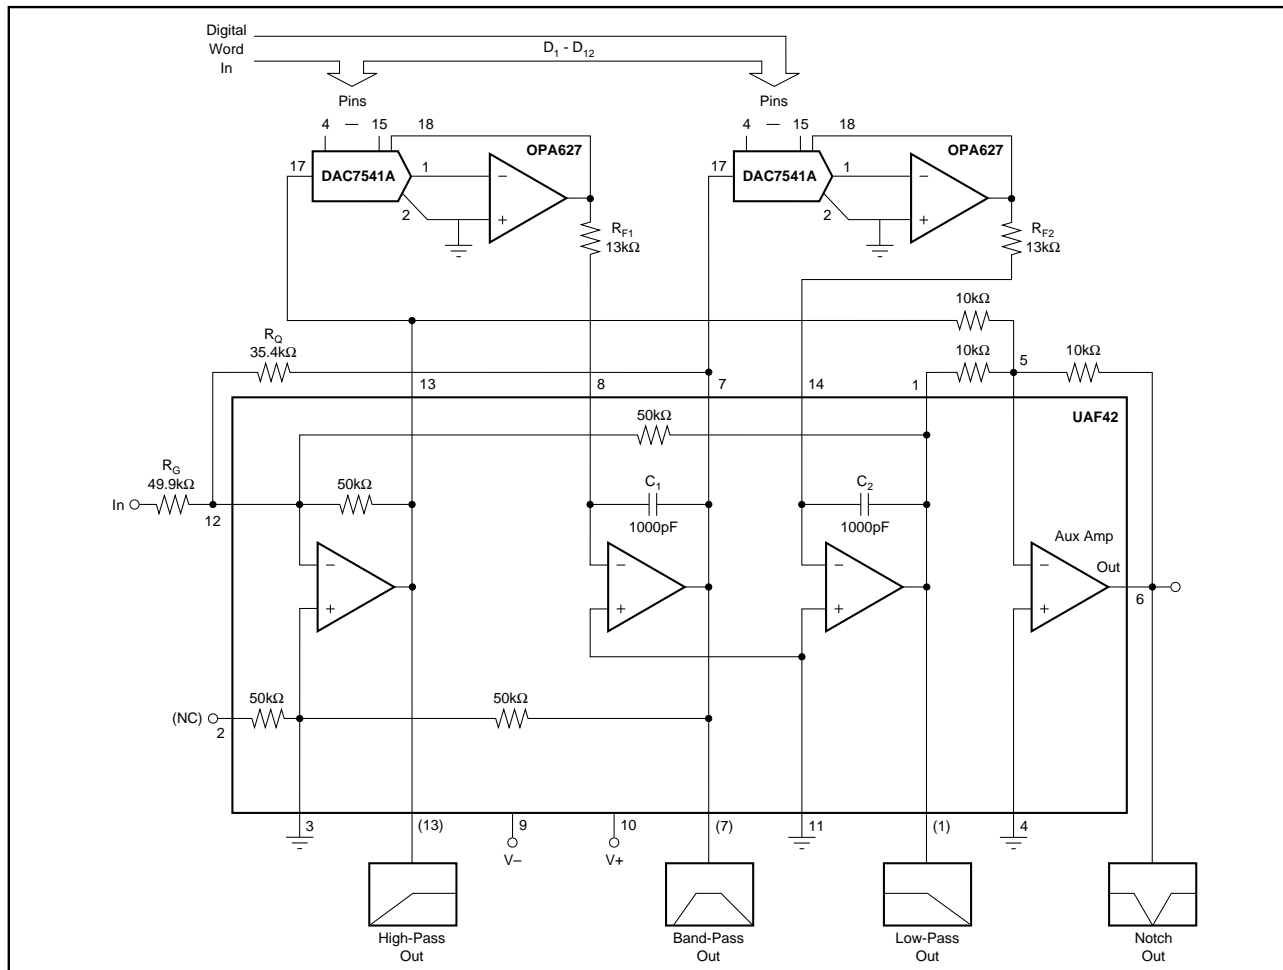 Digital
Word
In
D1 - D12
Pins
–
4 15 18
OPA627
17
DAC7541A
1
2
–
+
RF1
13kΩ
Pins
–
4 15 18
OPA627
17
DAC7541A
1
2
–
+
RF2
13kΩ
10kΩ
RQ
35.4kΩ
10kΩ
5
10kΩ
13 8 7 14 1
UAF42
50kΩ
RG
49.9kΩ
In
12
50kΩ
C1
1000pF
C2
1000pF
Aux Amp
Out
–
+
–
+
–
+
–
+
6
50kΩ
50kΩ
(NC)
2
3 (13) 9 10 (7) 11 (1) 4
V–
V+
High-Pass
Out
Band-Pass
Out
Low-Pass
Out
Notch
Out